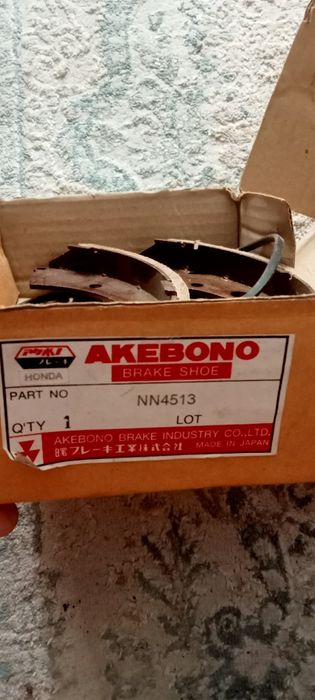 アケボノ
ブレーキ
HONDA
AKEBONO
BRAKE SHOE
PART NO NN4513
Q'TY 1 LOT
AKEBONO BRAKE INDUSTRY CO.,LTD.
曙ブレーキ工業株式会社 MADE IN JAPAN